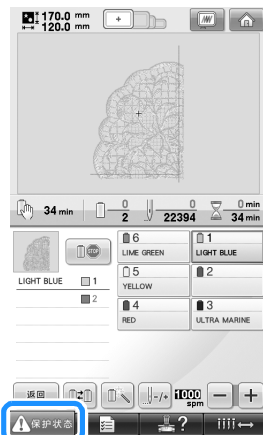 170.0 mm
120.0 mm
34 min
0
2
0
22394
0 min
34 min
LIGHT BLUE 1
2
6
LIME GREEN
1
LIGHT BLUE
5
YELLOW
2
4
RED
3
ULTRA MARINE
返回
-/+
1000
spm
保护状态
?